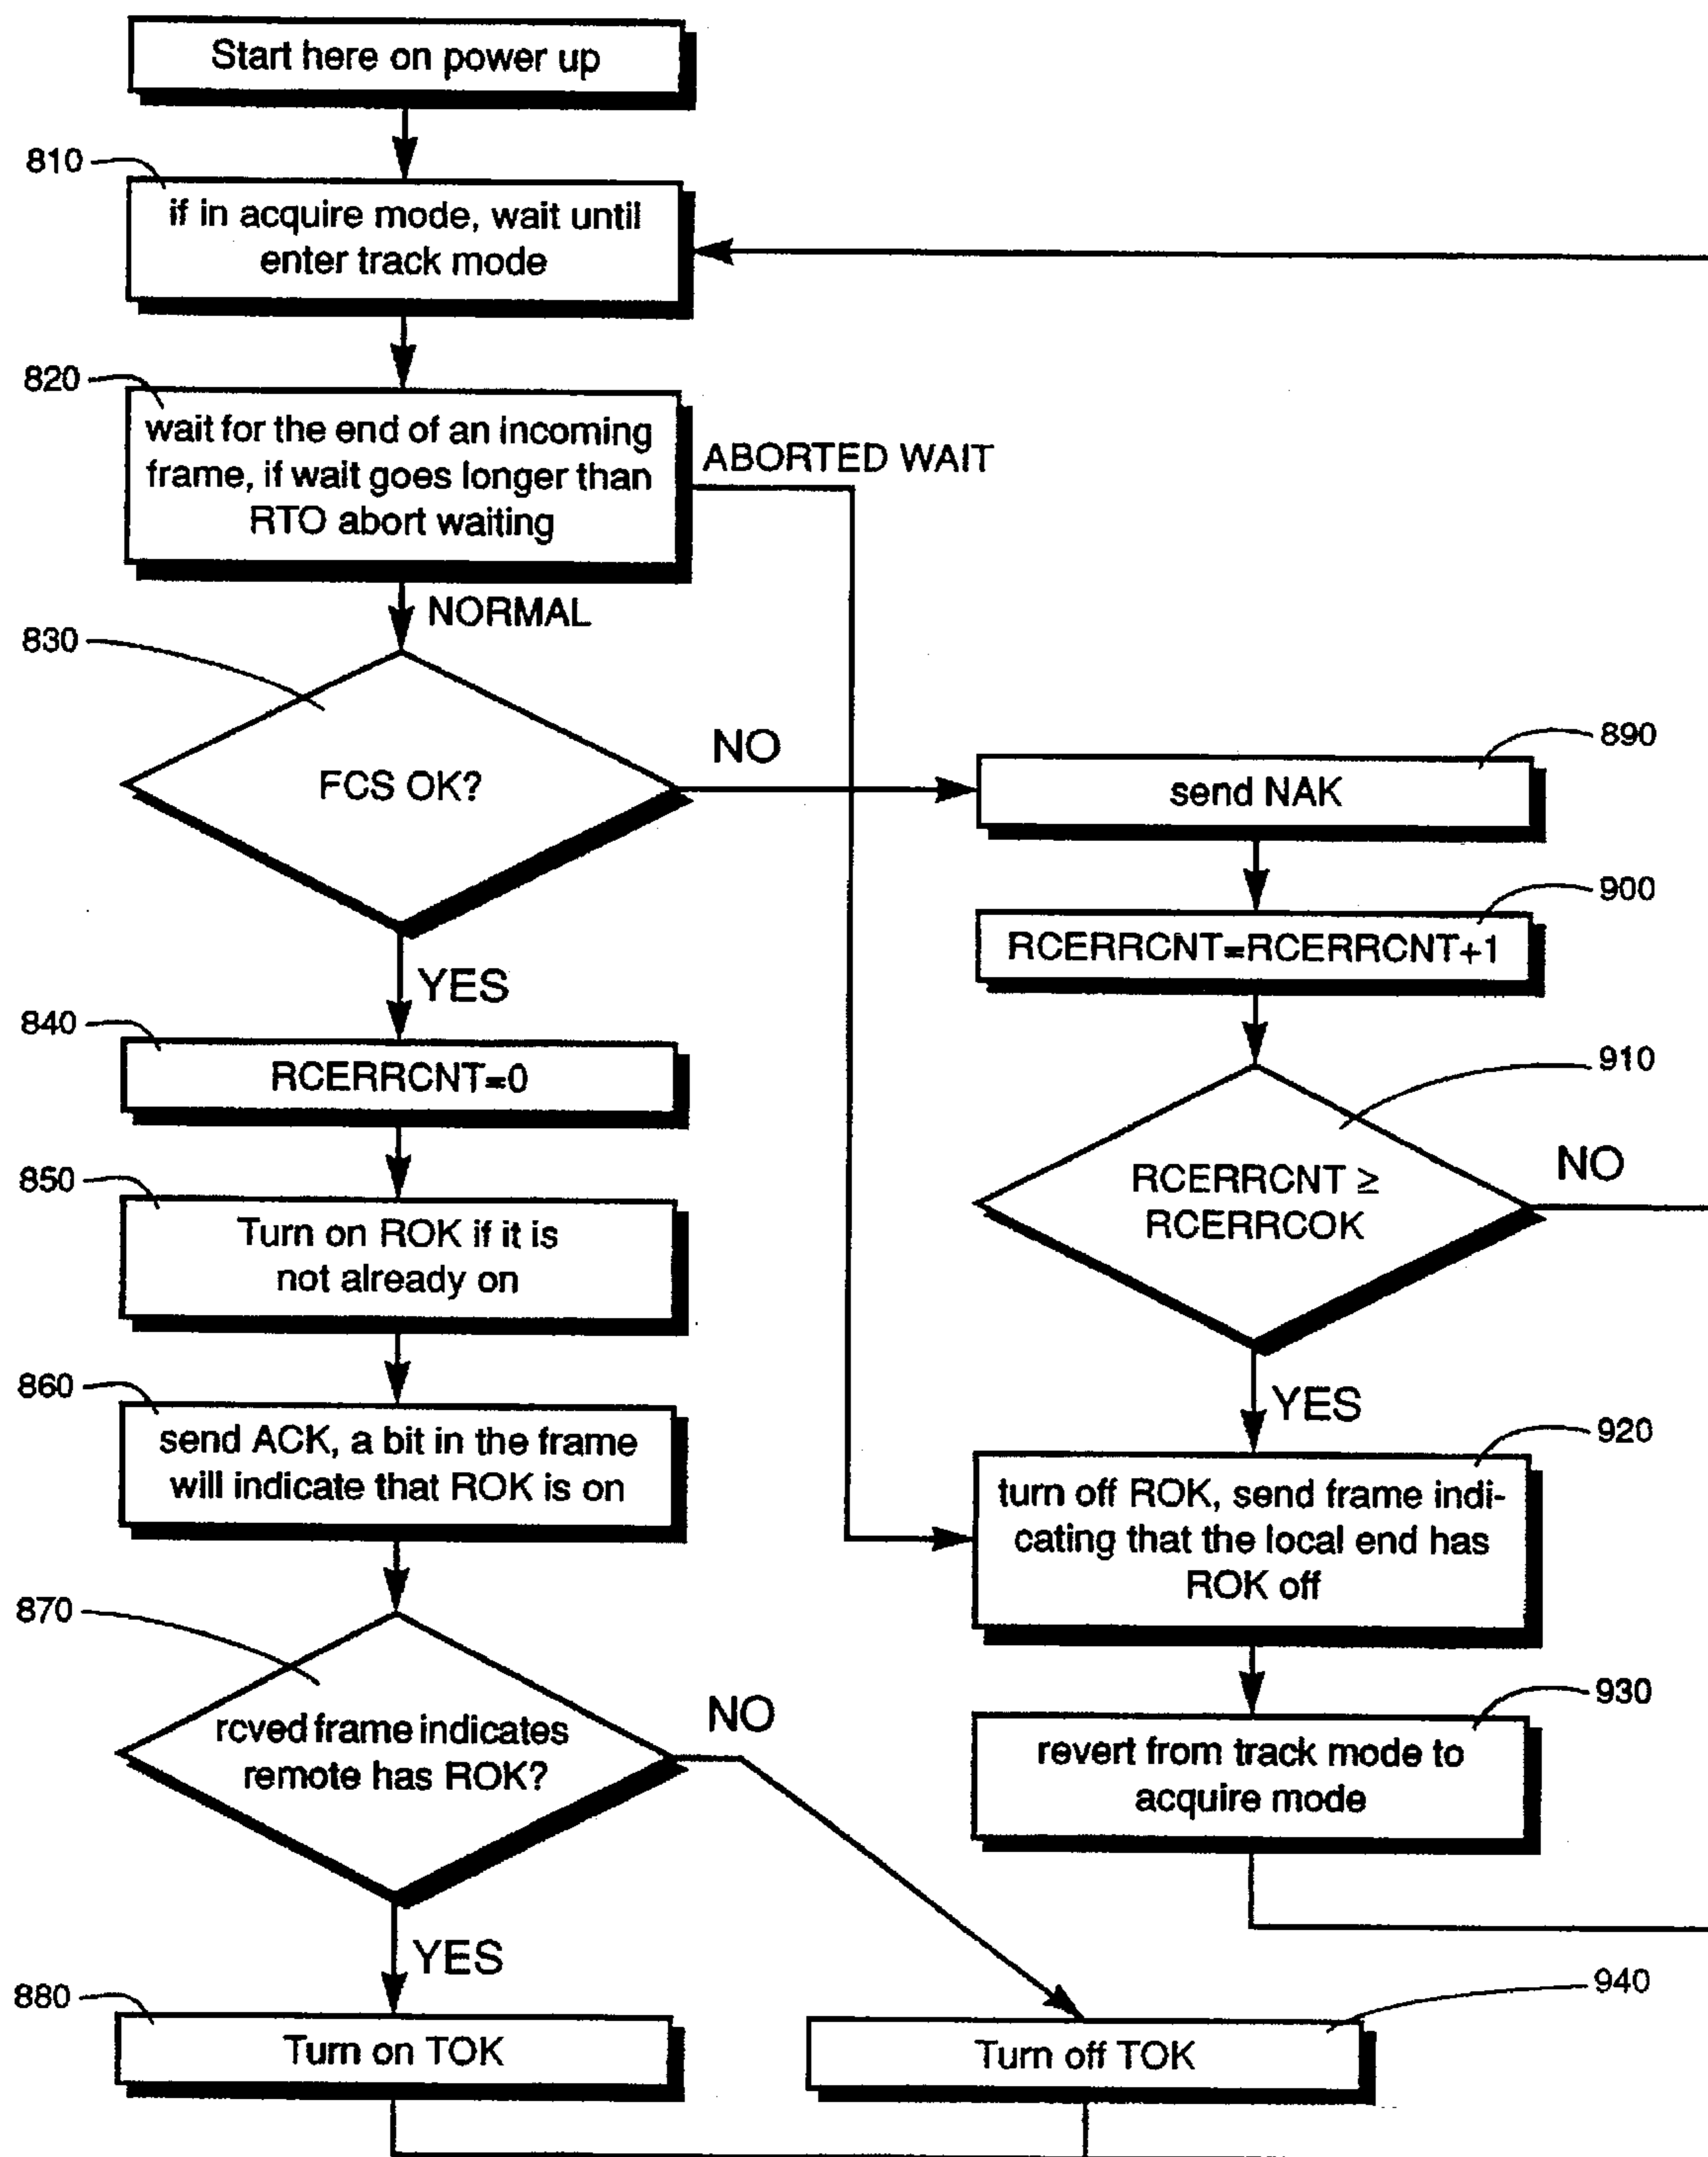 Start here on power up
810
if in acquire mode, wait until
enter track mode
820
wait for the end of an incoming
frame, if wait goes longer than
RTO abort waiting
ABORTED WAIT
NORMAL
830
FCS OK?
NO
YES
840
RCERRCNT=0
850
Turn on ROK if it is
not already on
860
send ACK, a bit in the frame
will indicate that ROK is on
870
rcved frame indicates
remote has ROK?
NO
YES
880
Turn on TOK
890
send NAK
900
RCERRCNT=RCERRCNT+1
910
RCERRCNT ≥
RCERRCOK
NO
YES
920
turn off ROK, send frame indi-
cating that the local end has
ROK off
930
revert from track mode to
acquire mode
940
Turn off TOK